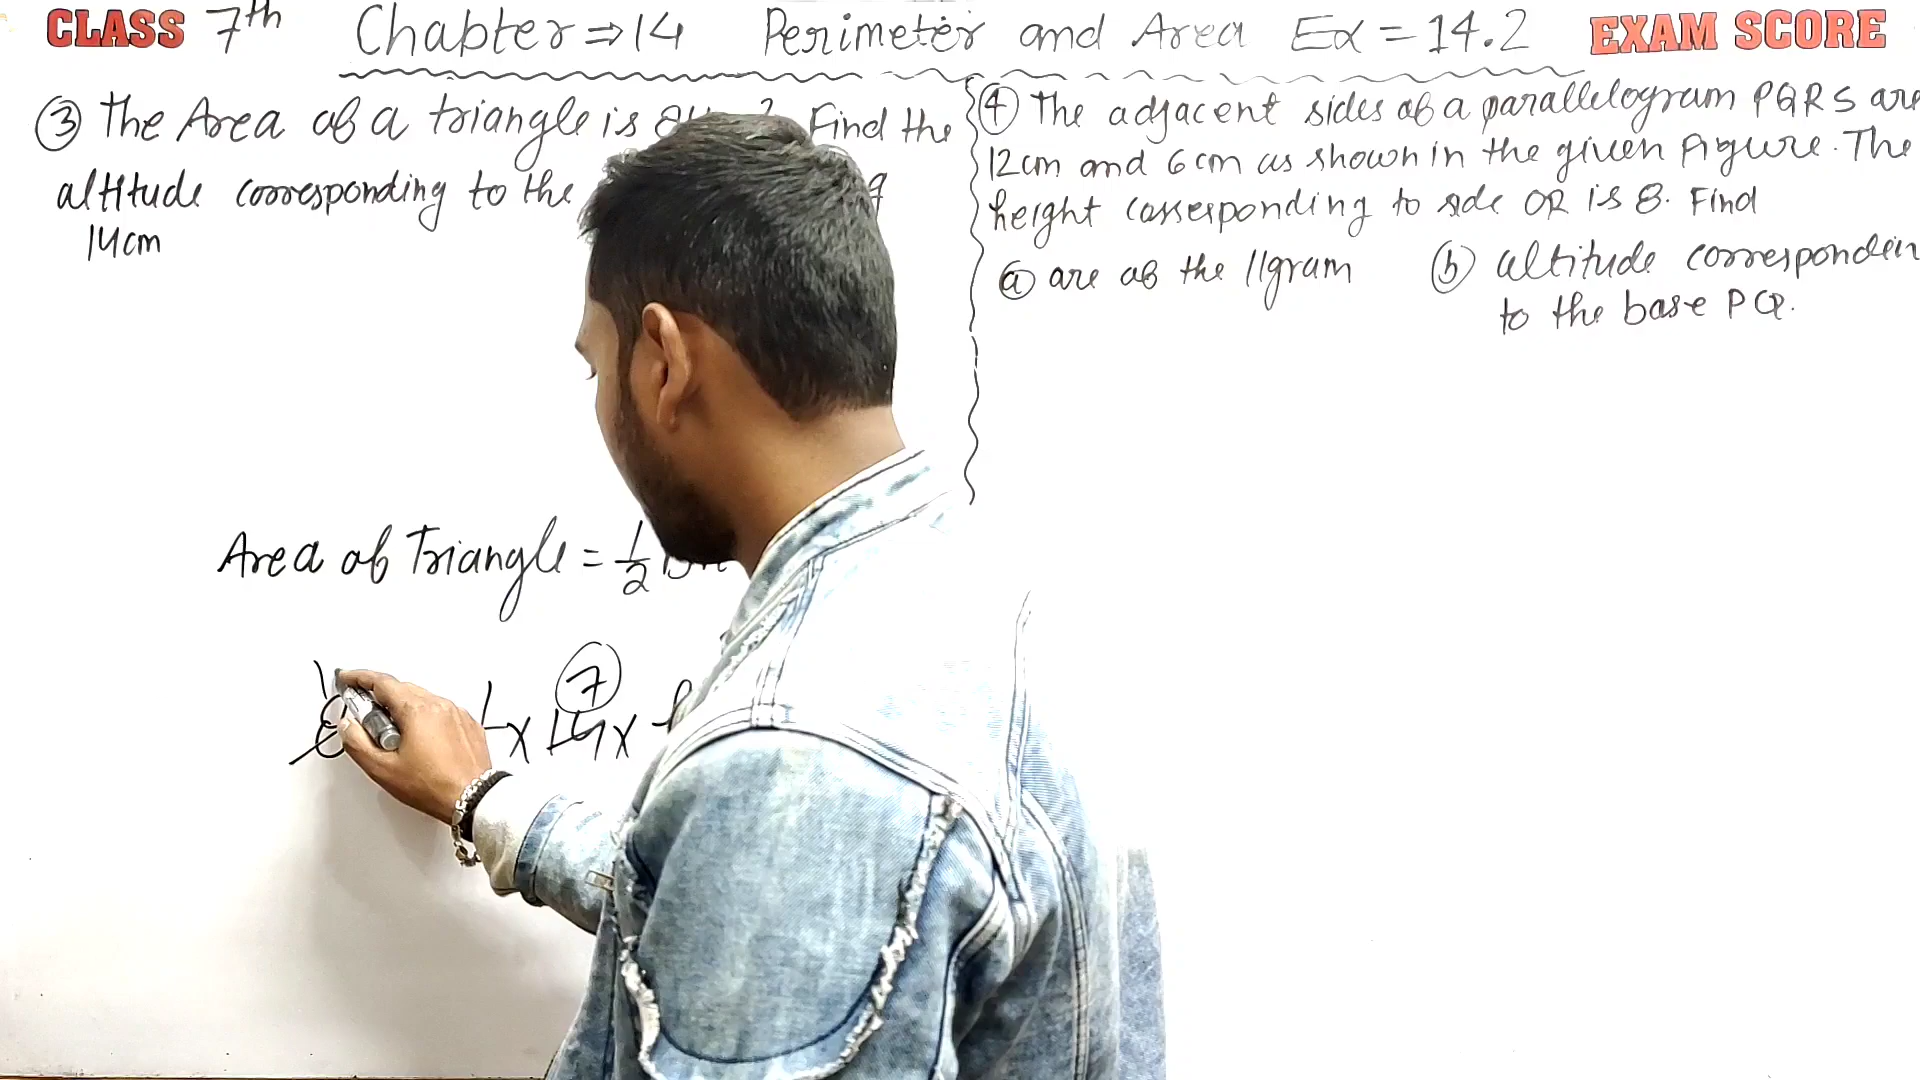 CLASS 7th Chapter ⇒ 14 Perimeter and Area Ex = 14.2 EXAM SCORE
③ The Area of a triangle is Find the
altitude corresponding to the
14cm
Area of Triangle = 1/2
7
x 14 x
④ The adjacent sides of a parallelogram PQRS are
12cm and 6cm as shown in the given figure. The
height corresponding to side QR is 8. Find
ⓐ are of the llgram
ⓑ altitude correspondin
to the base PQ.